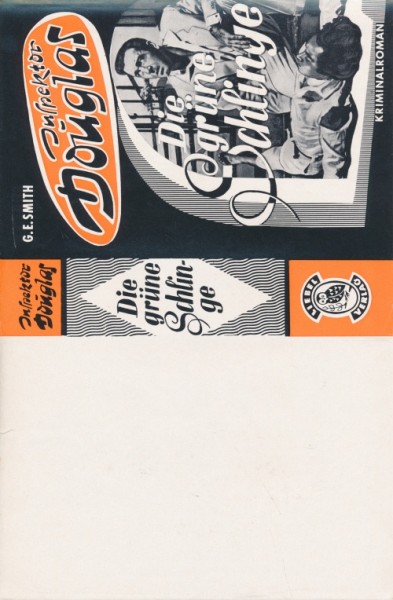 G. E. SMITH
Inspektor
Douglas
Die
grüne
Schlinge
KRIMINALROMAN
Inspektor
Douglas
Die
grüne
Schlin-
ge